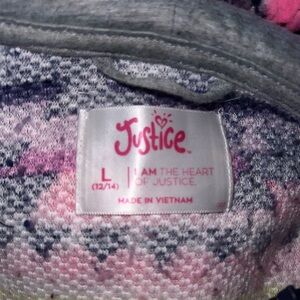 Justice
L
(12/14)
I AM THE HEART
OF JUSTICE.
MADE IN VIETNAM